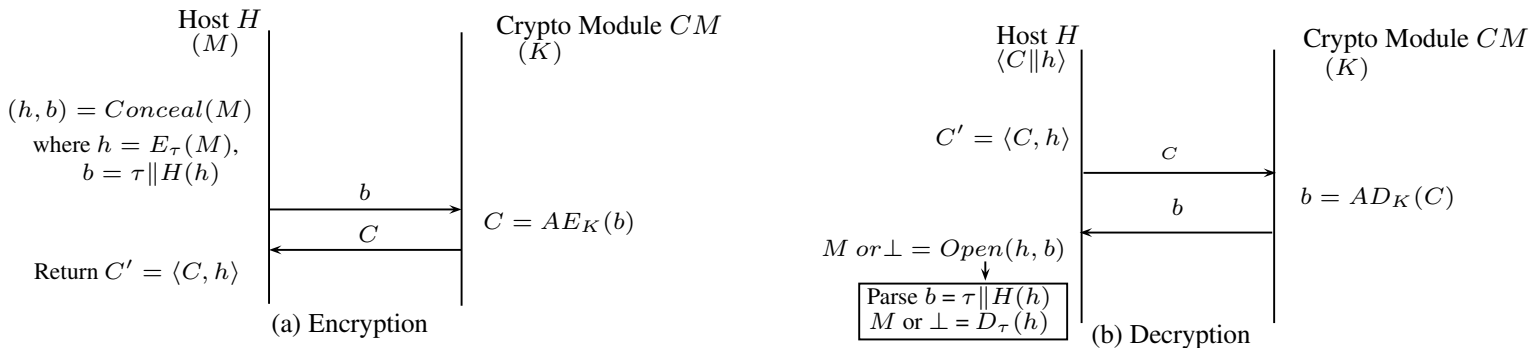 Host H
(M)
Crypto Module CM
(K)
(h, b) = Conceal(M)
where h = E_τ(M),
b = τ∥H(h)
b
C = AE_K(b)
C
Return C′ = ⟨C, h⟩
(a) Encryption
Host H
⟨C∥h⟩
Crypto Module CM
(K)
C′ = ⟨C, h⟩
C
b = AD_K(C)
b
M or⊥ = Open(h, b)
Parse b = τ∥H(h)
M or ⊥ = D_τ(h)
(b) Decryption